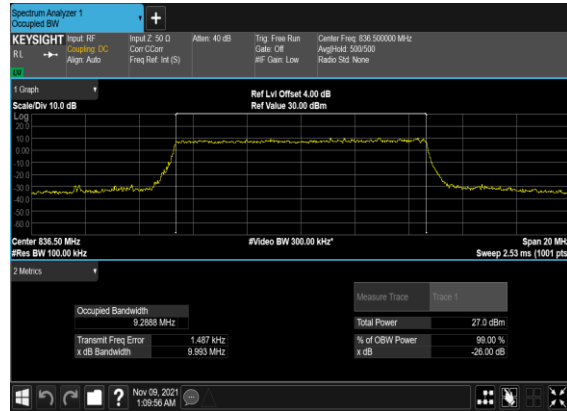 Spectrum Analyzer 1
Occupied BW
+
KEYSIGHT Input: RF Input Z: 50 Ω Atten: 40 dB Trig: Free Run Center Freq: 836.500000 MHz
RL Coupling: DC Corr CCorr Gate: Off Avg|Hold: 500/500
Align: Auto Freq Ref: Int (S) #IF Gain: Low Radio Std: None
1 Graph
Ref Lvl Offset 4.00 dB
Scale/Div 10.0 dB Ref Value 30.00 dBm
Log
20.0
10.0
0.00
-10.0
-20.0
-30.0
-40.0
-50.0
-60.0
Center 836.50 MHz #Video BW 300.00 kHz* Span 20 MHz
#Res BW 100.00 kHz Sweep 2.53 ms (1001 pts
2 Metrics
Measure Trace Trace 1
Occupied Bandwidth
9.2888 MHz Total Power 27.0 dBm
Transmit Freq Error 1.487 kHz % of OBW Power 99.00 %
x dB Bandwidth 9.993 MHz x dB -26.00 dB
? Nov 09, 2021
1:09:56 AM